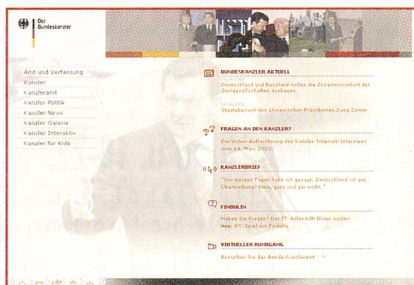 Der
Bundeskanzler
Amt und Verfassung
Kanzler
Kanzleramt
Kanzler Politik
Kanzler News
Kanzler Galerie
Kanzler Interaktiv
Kanzler für Kids
BUNDESKANZLER AKTUELL
Deutschland und Russland wollen die Zusammenarbeit der
Zivilgesellschaften ausbauen
Staatsbesuch des chinesischen Präsidenten Jiang Zemin
FRAGEN AN DEN KANZLER?
Die Video-Aufzeichnung des Kanzler-Internet-Interviews
vom 26. März 2002.
KANZLERBRIEF
"Vor einigen Tagen habe ich gesagt: Deutschland ist gut.
Übertreibung? Nein, ganz und gar nicht."
FINDULIN
Haben Sie Fragen? Der IT-Adler hilft Ihnen weiter!
Neu: PC-Spiel mit Findulin
VIRTUELLER RUNDGANG
Besuchen Sie das Bundeskanzleramt